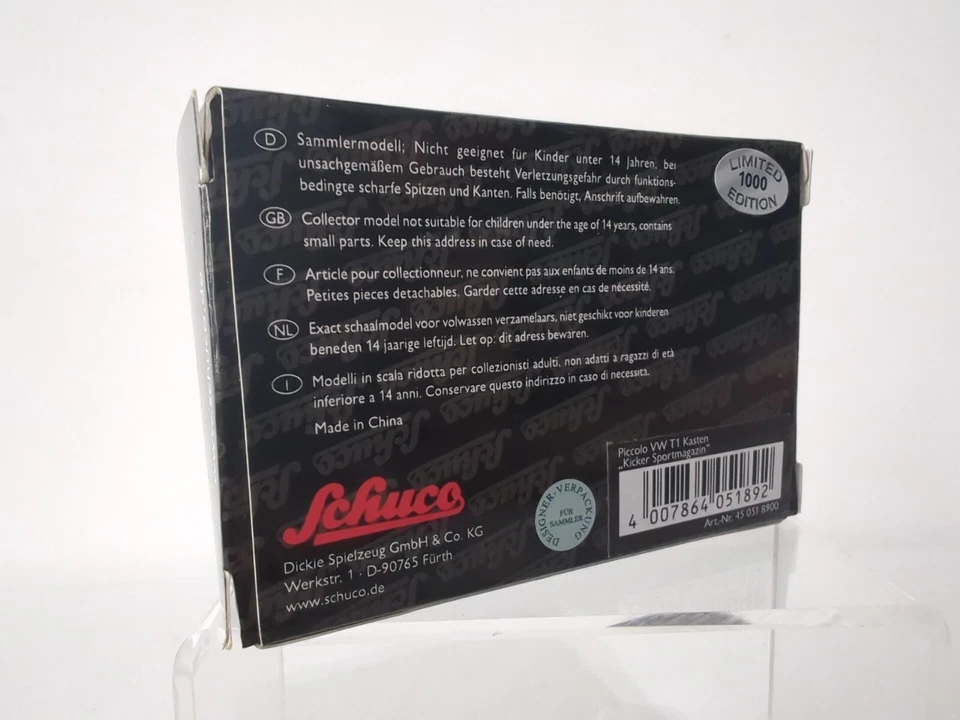 D Sammlermodell; Nicht geeignet für Kinder unter 14 Jahren, bei
unsachgemäßem Gebrauch besteht Verletzungsgefahr durch funktions-
bedingte scharfe Spitzen und Kanten. Falls benötigt, Anschrift aufbewahren.
GB Collector model not suitable for children under the age of 14 years, contains
small parts. Keep this address in case of need.
F Article pour collectionneur, ne convient pas aux enfants de moins de 14 ans.
Petites pieces detachables. Garder cette adresse en cas de nécessité.
NL Exact schaalmodel voor volwassen verzamelaars, niet geschikt voor kinderen
beneden 14 jaarige leftijd. Let op: dit adress bewaren.
I Modelli in scala ridotta per collezionisti adulti, non adatti a ragazzi di età
inferiore a 14 anni. Conservare questo indirizzo in caso di necessita.
Made in China
LIMITED
1000
EDITION
Schuco
Dickie Spielzeug GmbH & Co. KG
Werkstr. 1 · D-90765 Fürth
www.schuco.de
DESIGNER-VERPACKUNG
FÜR
SAMMLER
Piccolo VW T1 Kasten
„Kicker Sportmagazin"
4 007864 051892
Art.-Nr. 45 051 8900